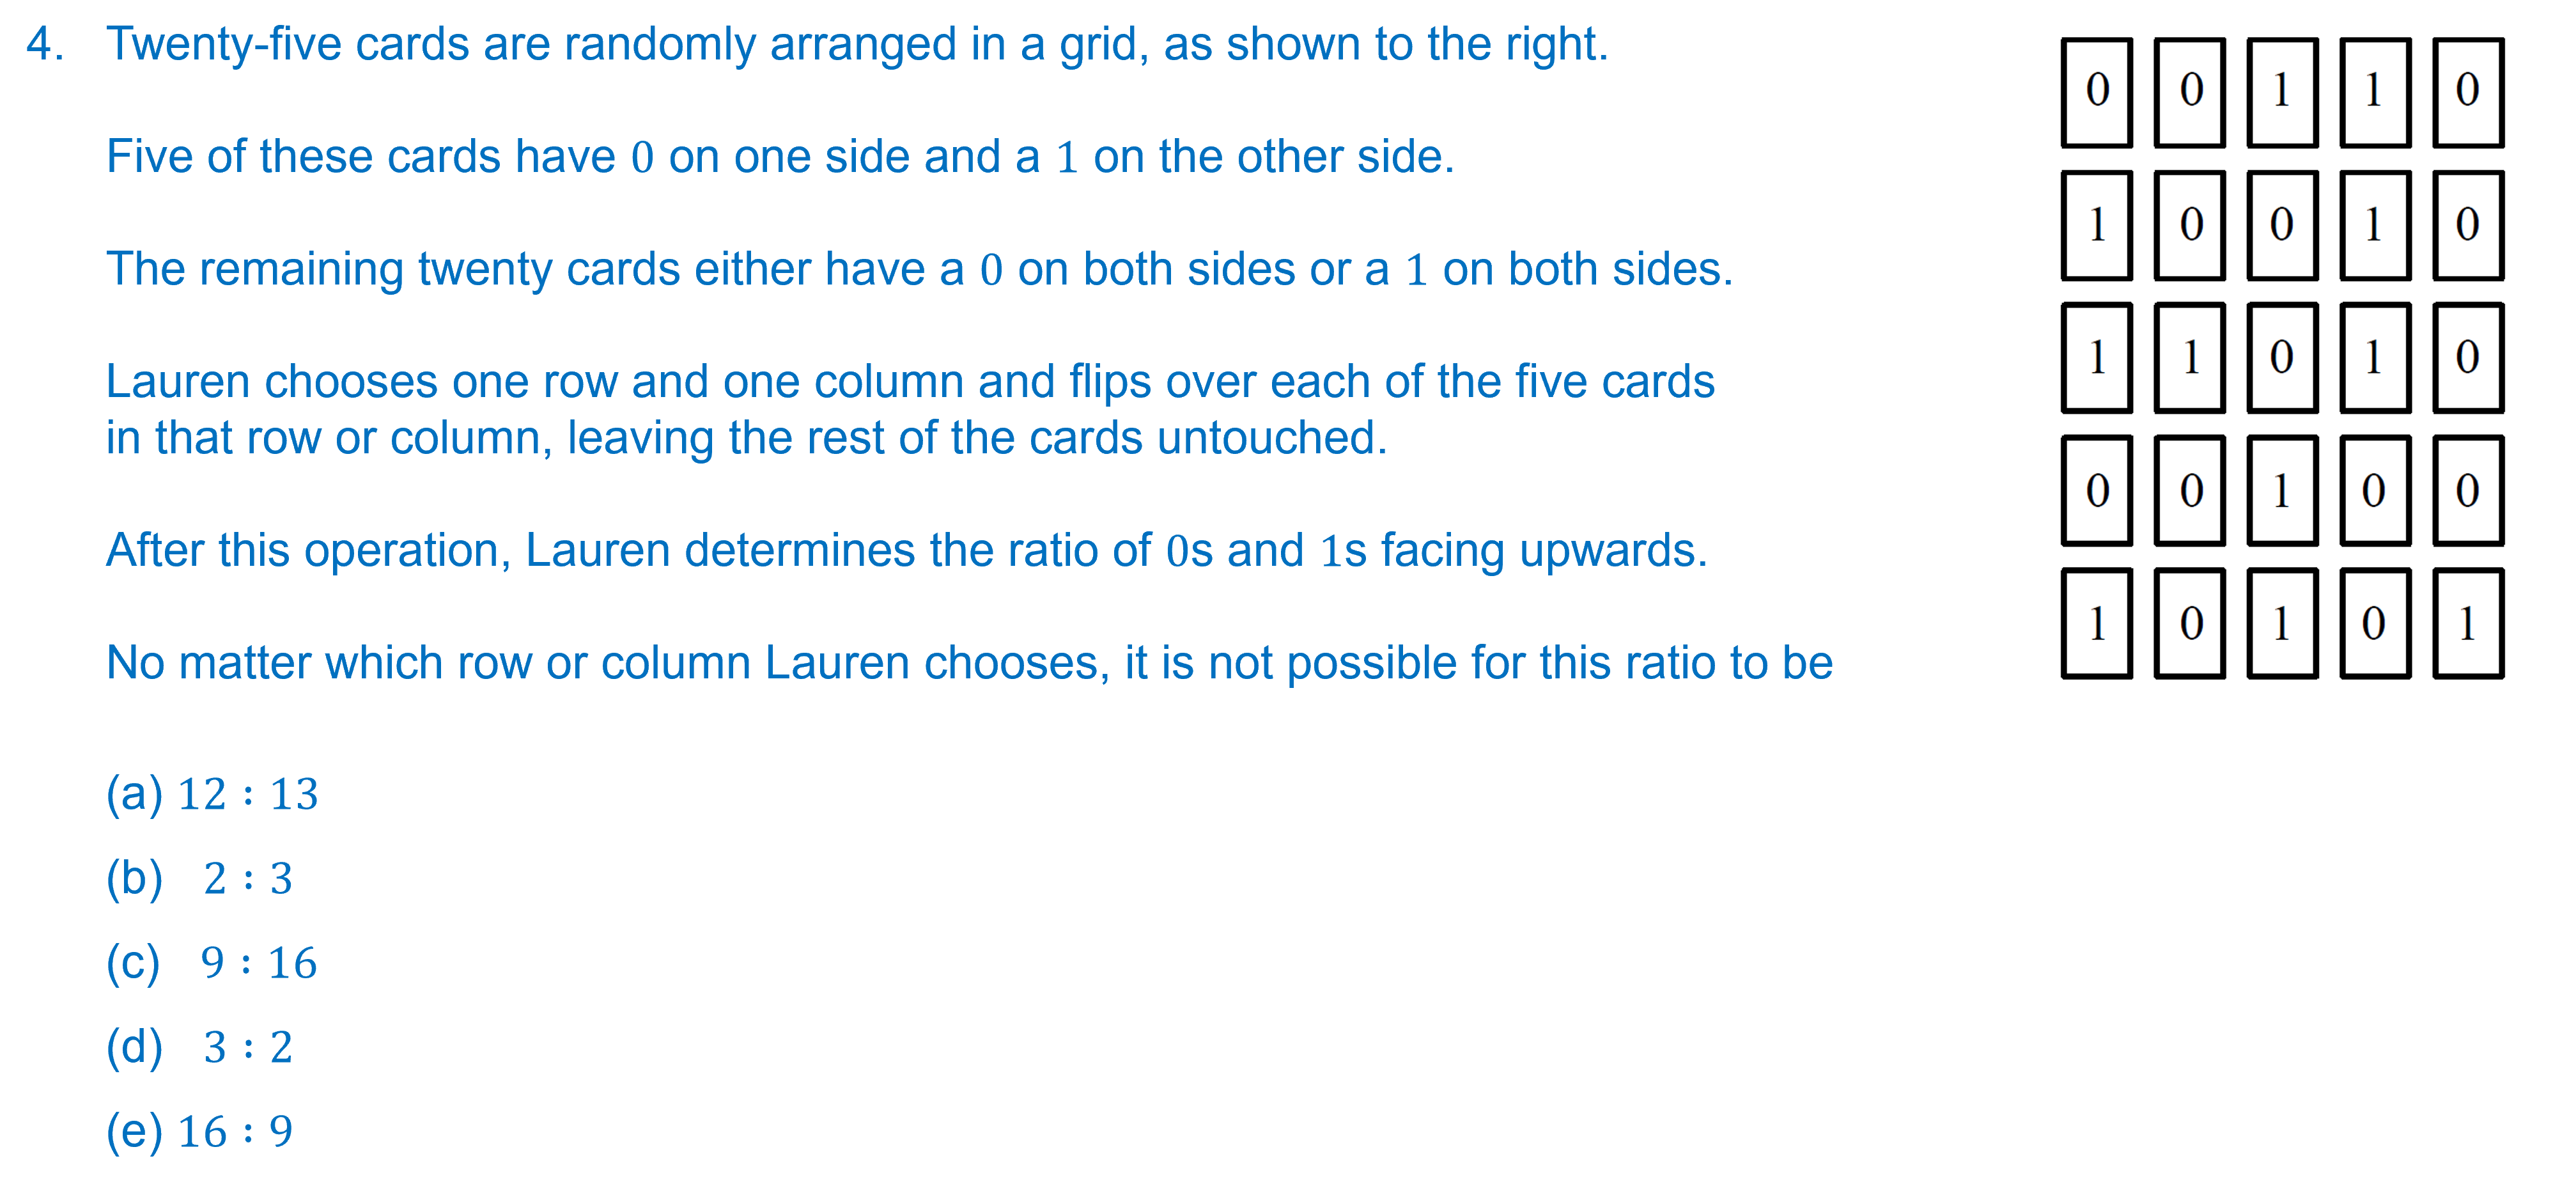 4. Twenty-five cards are randomly arranged in a grid, as shown to the right.
Five of these cards have 0 on one side and a 1 on the other side.
The remaining twenty cards either have a 0 on both sides or a 1 on both sides.
Lauren chooses one row and one column and flips over each of the five cards
in that row or column, leaving the rest of the cards untouched.
After this operation, Lauren determines the ratio of 0s and 1s facing upwards.
No matter which row or column Lauren chooses, it is not possible for this ratio to be
(a) 12 : 13
(b) 2 : 3
(c) 9 : 16
(d) 3 : 2
(e) 16 : 9
0 0 1 1 0
1 0 0 1 0
1 1 0 1 0
0 0 1 0 0
1 0 1 0 1